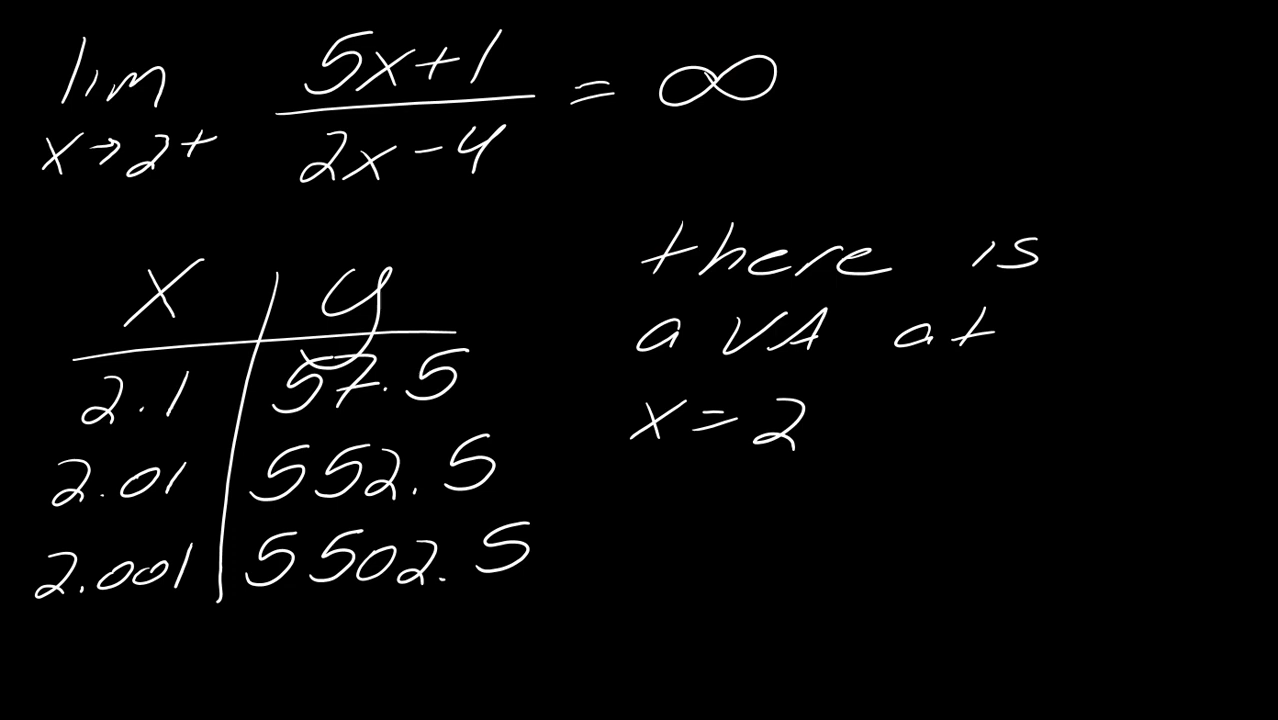 lim x→2+ (5x+1)/(2x-4) = ∞
x | y
2.1 | 57.5
2.01 | 552.5
2.001 | 5502.5
there is
a VA at
x=2